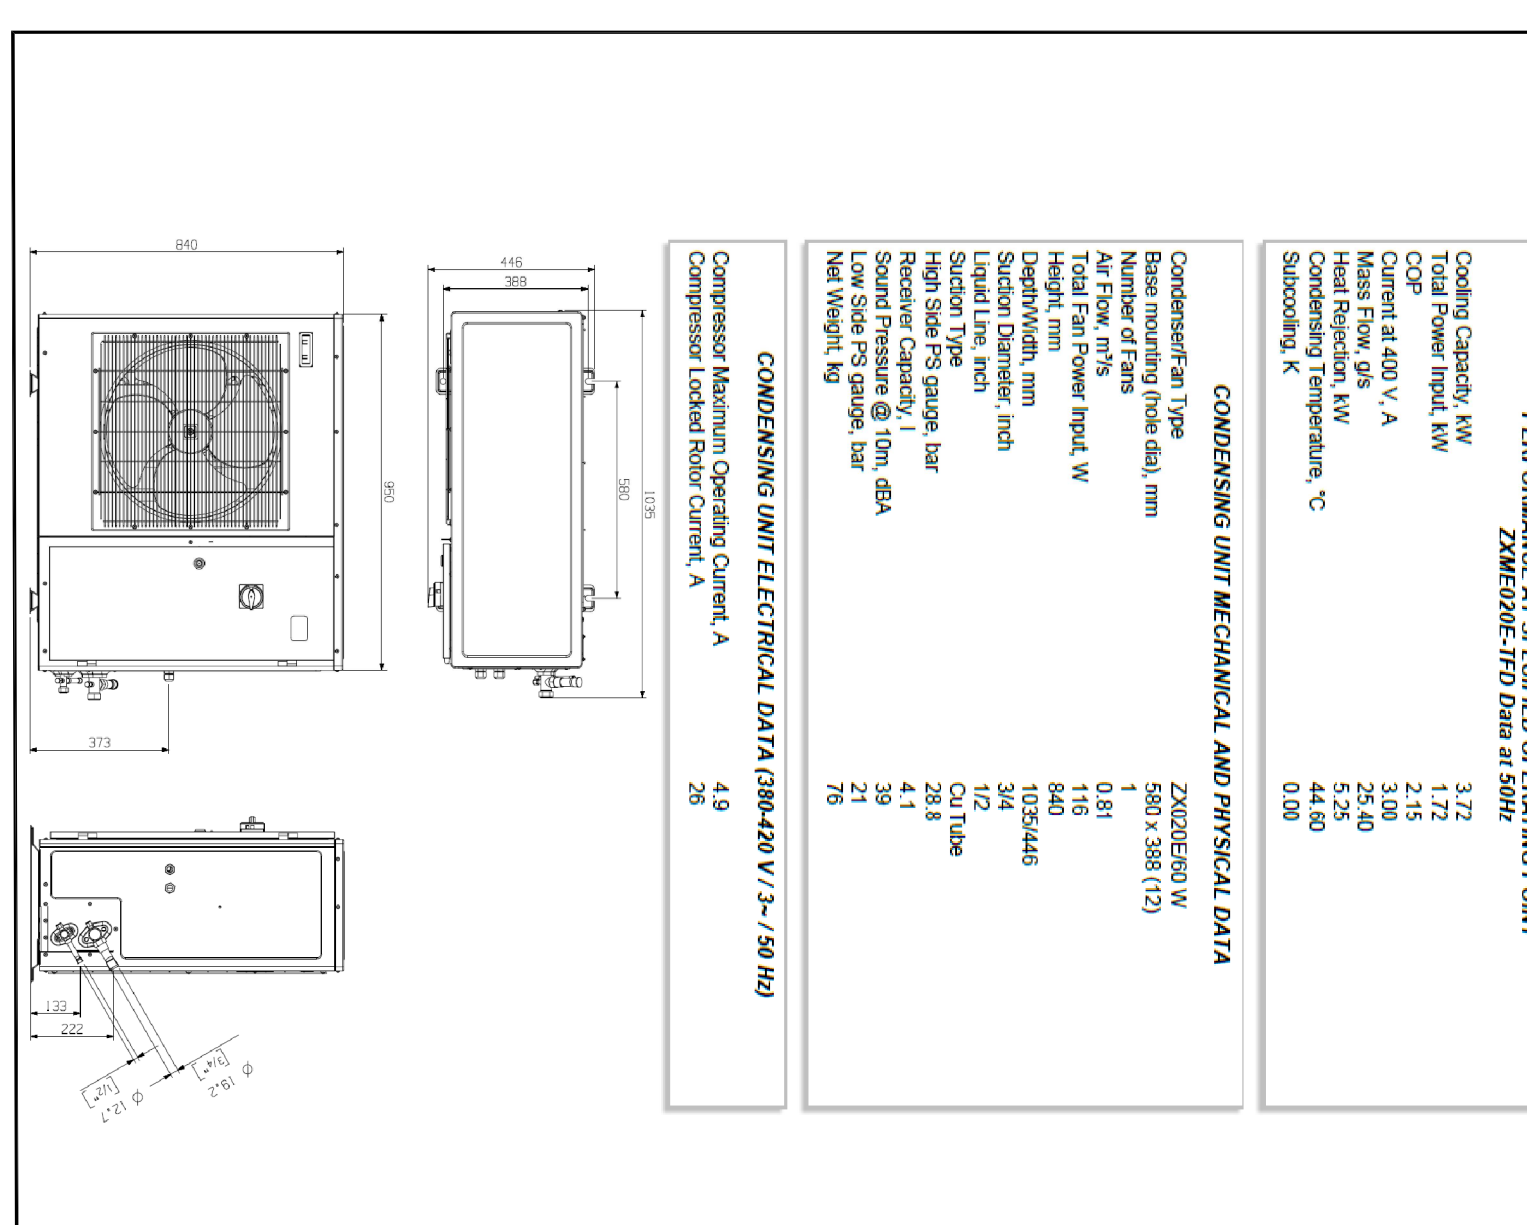 PERFORMANCE AT SPECIFIED OPERATING POINT
ZXME020E-TFD Data at 50Hz
Cooling Capacity, kW 3.72
Total Power Input, kW 1.72
COP 2.15
Current at 400 V, A 3.00
Mass Flow, g/s 25.40
Heat Rejection, kW 5.25
Condensing Temperature, °C 44.60
Subcooling, K 0.00
CONDENSING UNIT MECHANICAL AND PHYSICAL DATA
Condenser/Fan Type ZX020E/60 W
Base mounting (hole dia), mm 580 x 388 (12)
Number of Fans 1
Air Flow, m³/s 0.81
Total Fan Power Input, W 116
Height, mm 840
Depth/Width, mm 1035/446
Suction Diameter, inch 3/4
Liquid Line, inch 1/2
Suction Type Cu Tube
High Side PS gauge, bar 28.8
Receiver Capacity, l 4.1
Sound Pressure @ 10m, dBA 39
Low Side PS gauge, bar 21
Net Weight, kg 76
CONDENSING UNIT ELECTRICAL DATA (380-420 V / 3~ / 50 Hz)
Compressor Maximum Operating Current, A 4.9
Compressor Locked Rotor Current, A 26
446
388
580
1035
840
950
373
133
222
Ø 19.2
[3/4"]
Ø 12.7
[1/2"]